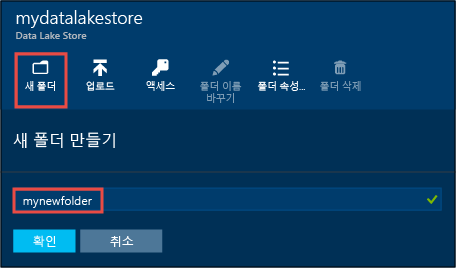 mydatalakestore
Data Lake Store
새 폴더
업로드
액세스
폴더 이름
바꾸기
폴더 속성...
폴더 삭제
새 폴더 만들기
mynewfolder
확인
취소